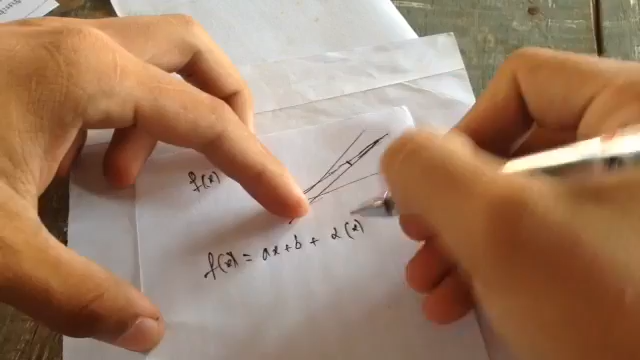 f(x)
f(x) = ax + b + α(x)